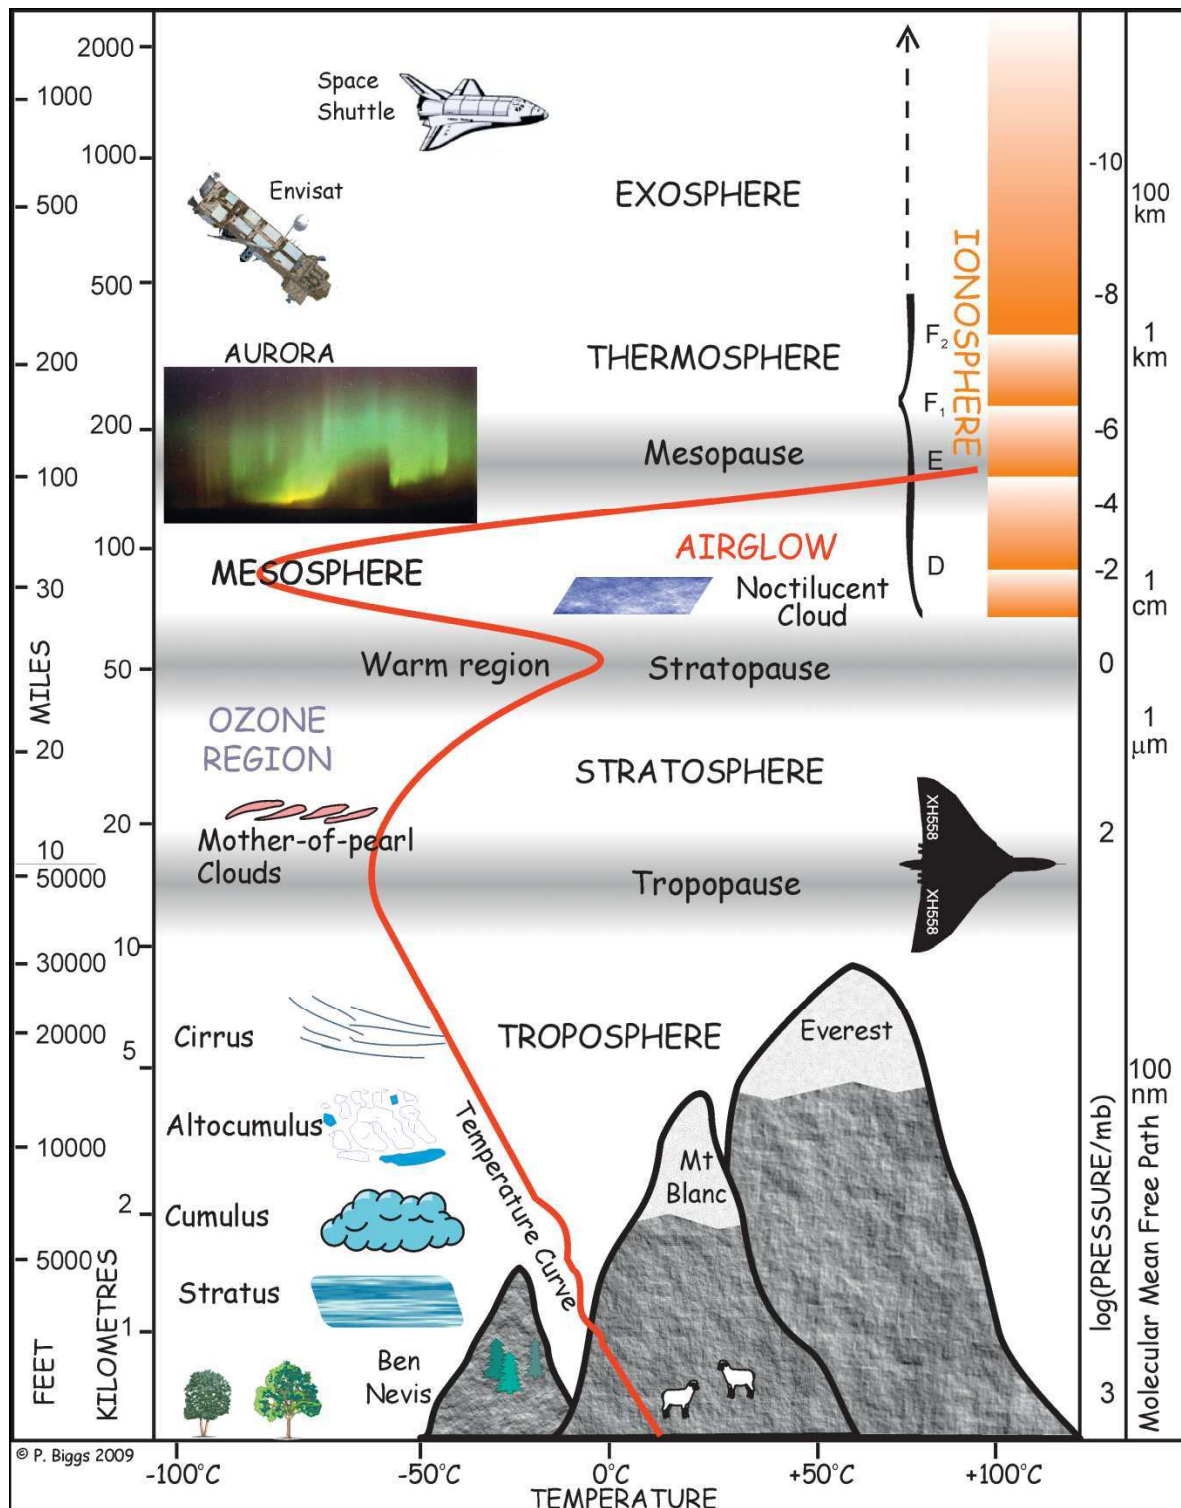 2000
1000
Space
Shuttle
1000
-10
Envisat
EXOSPHERE
500
100
km
IONOSPHERE
500
-8
F2
1
km
AURORA
THERMOSPHERE
200
F1
200
-6
Mesopause
E
100
-4
100
AIRGLOW
MESOSPHERE
D
-2
30
Noctilucent
Cloud
1
cm
MILES
50
Warm region
Stratopause
0
OZONE
REGION
1
μm
20
STRATOSPHERE
XH558
20
2
Mother-of-pearl
Clouds
10
50000
Tropopause
XH558
10
30000
Cirrus
TROPOSPHERE
Everest
20000
5
100
nm
Altocumulus
Temperature Curve
10000
Mt
Blanc
2
Cumulus
5000
Stratus
1
FEET
KILOMETRES
Ben
Nevis
log(PRESSURE/mb)
3
Molecular Mean Free Path
© P. Biggs 2009
-100°C
-50°C
0°C
+50°C
+100°C
TEMPERATURE